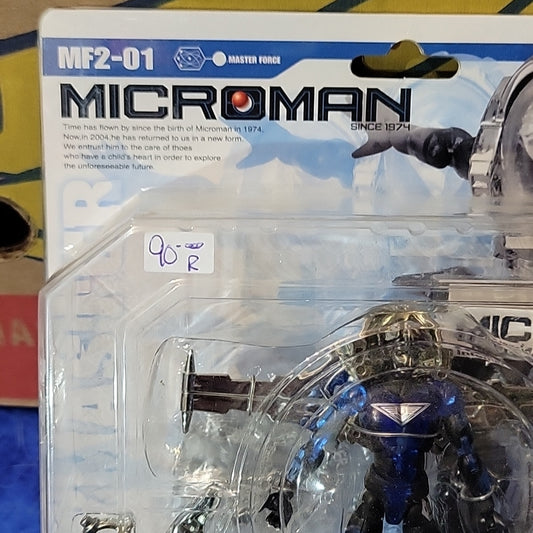 MF2-01 MASTER FORCE
MICROMAN
SINCE 1974
Time has flown by since the birth of Microman in 1974.
Now,in 2004,he has returned to us in a new form.
We entrust him to the care of thoes
who have a child's heart in order to explore
the unforeseeable future.
90-
R
MIC